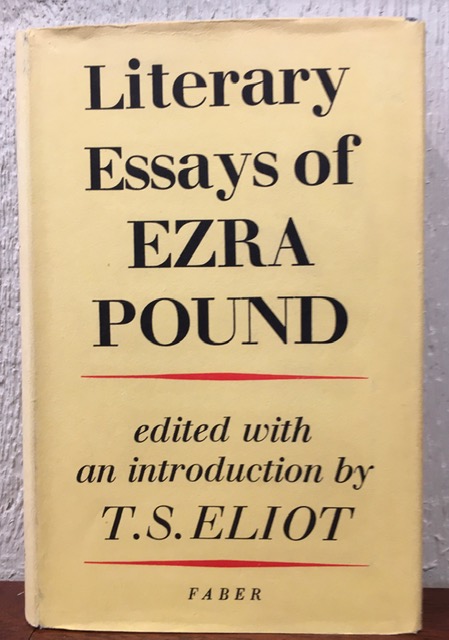 Literary
Essays of
EZRA
POUND
edited with
an introduction by
T.S. ELIOT
FABER